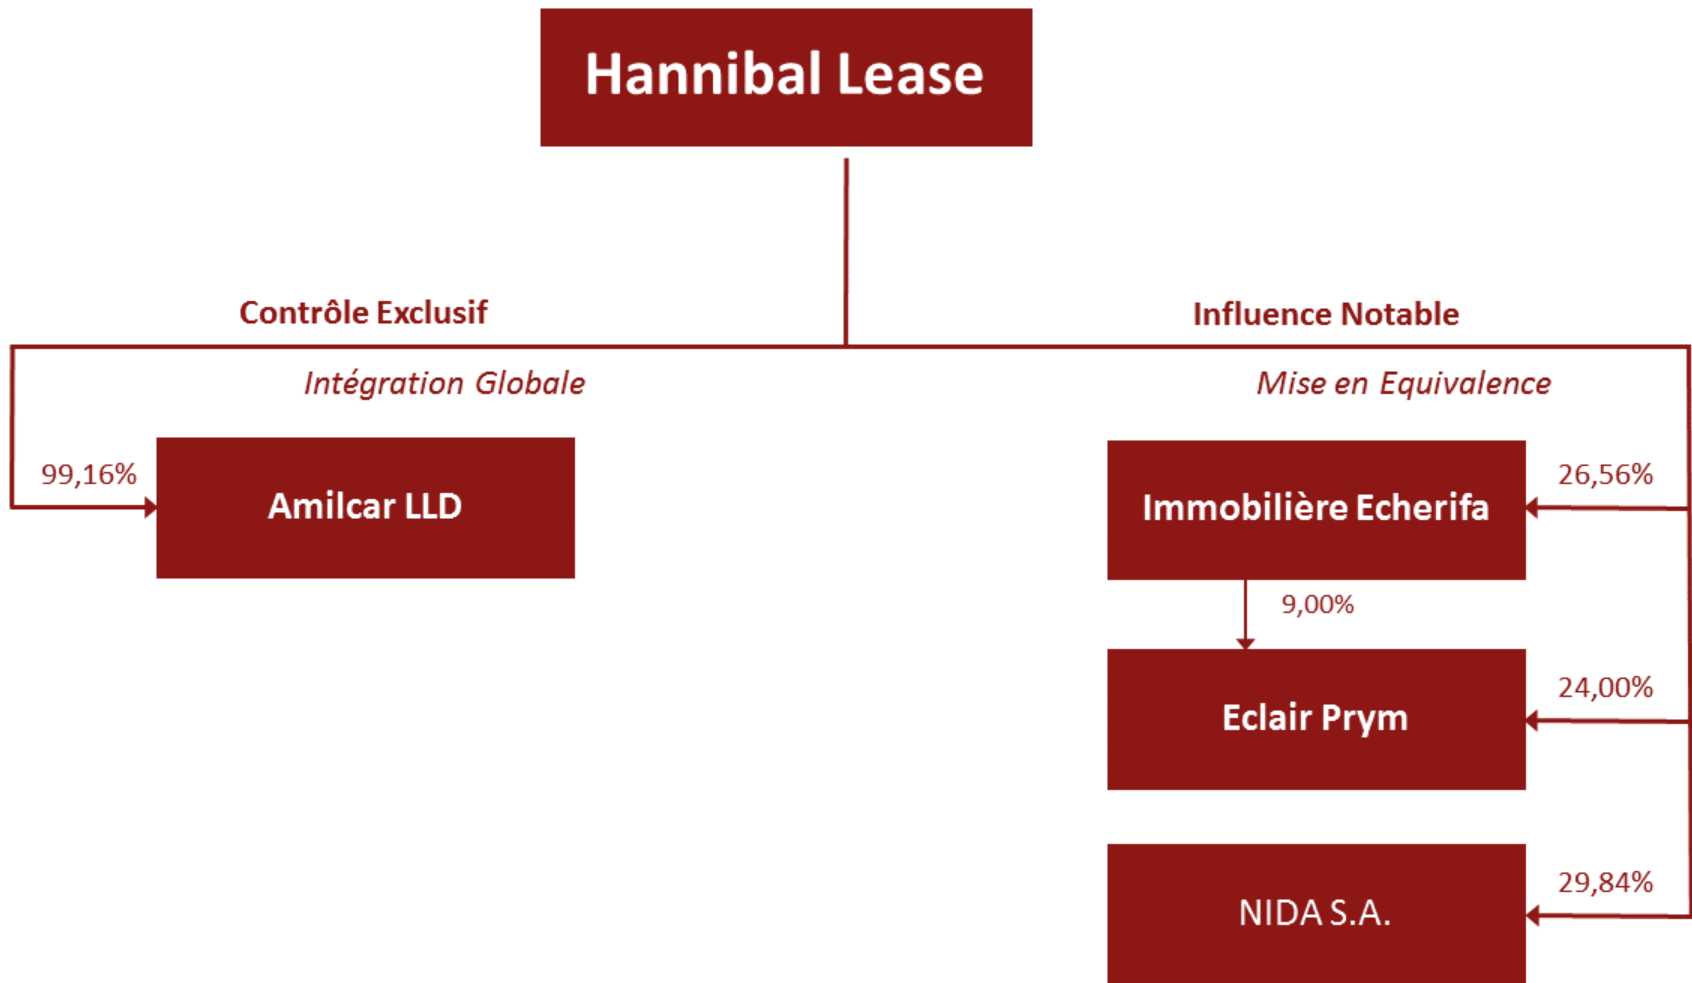 Hannibal Lease
Contrôle Exclusif
Influence Notable
Intégration Globale
Mise en Equivalence
99,16%
Amilcar LLD
Immobilière Echerifa
26,56%
9,00%
Eclair Prym
24,00%
NIDA S.A.
29,84%